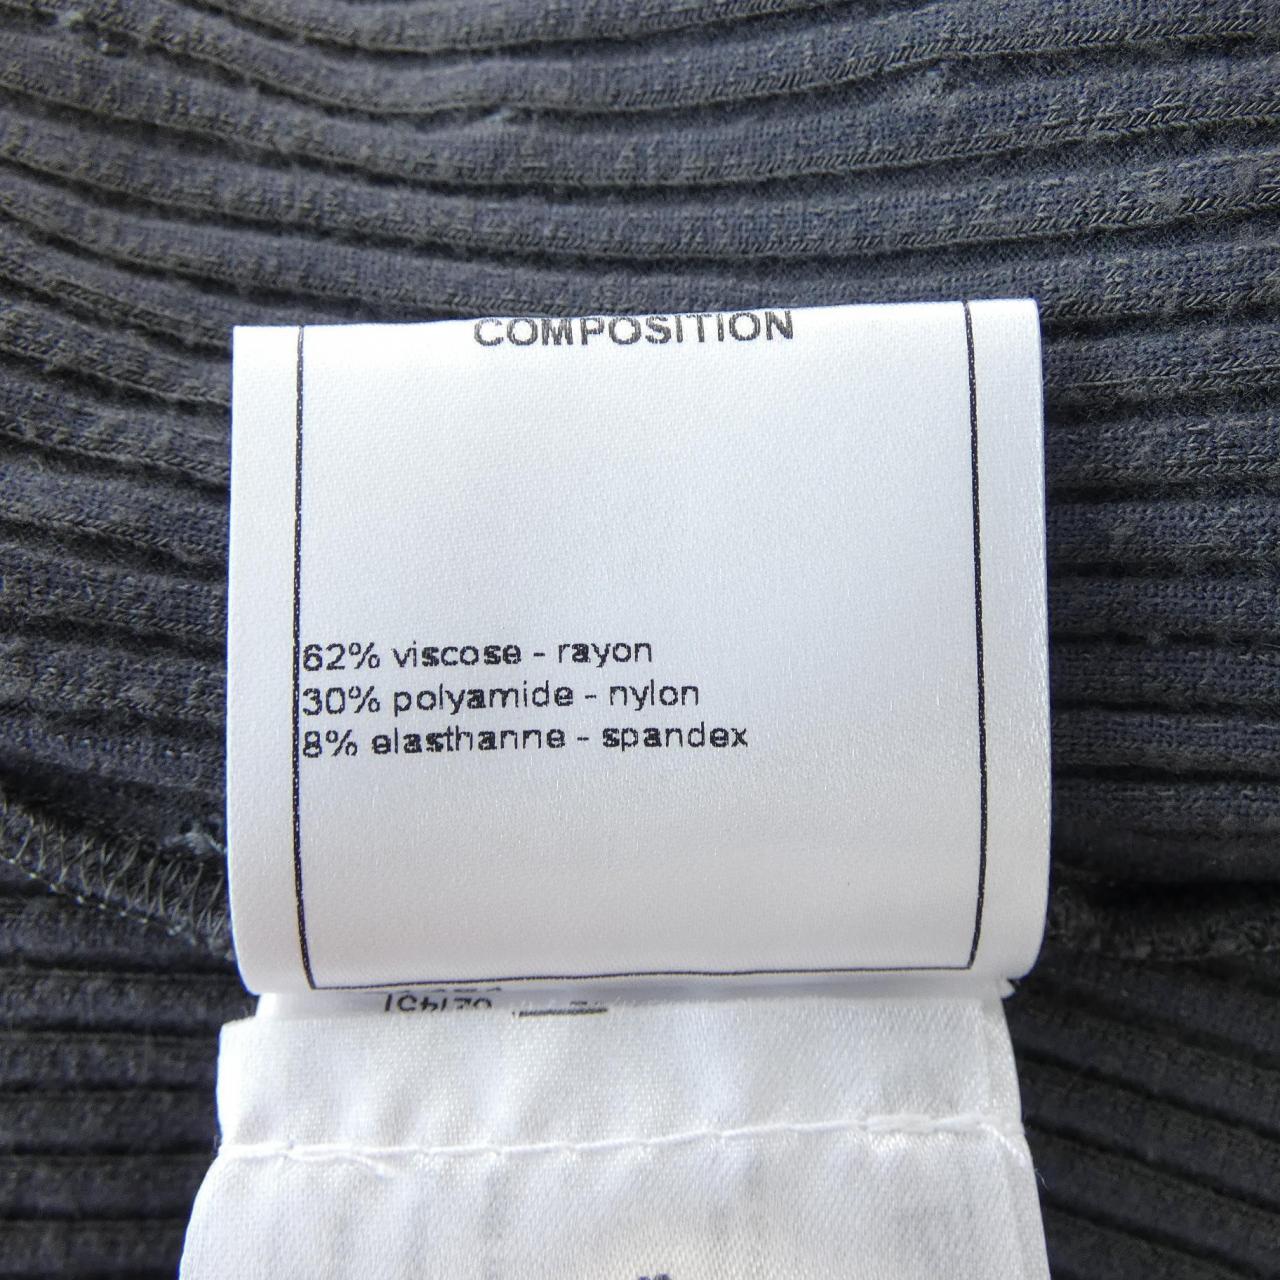 COMPOSITION
62% viscose - rayon
30% polyamide - nylon
8% elasthanne - spandex